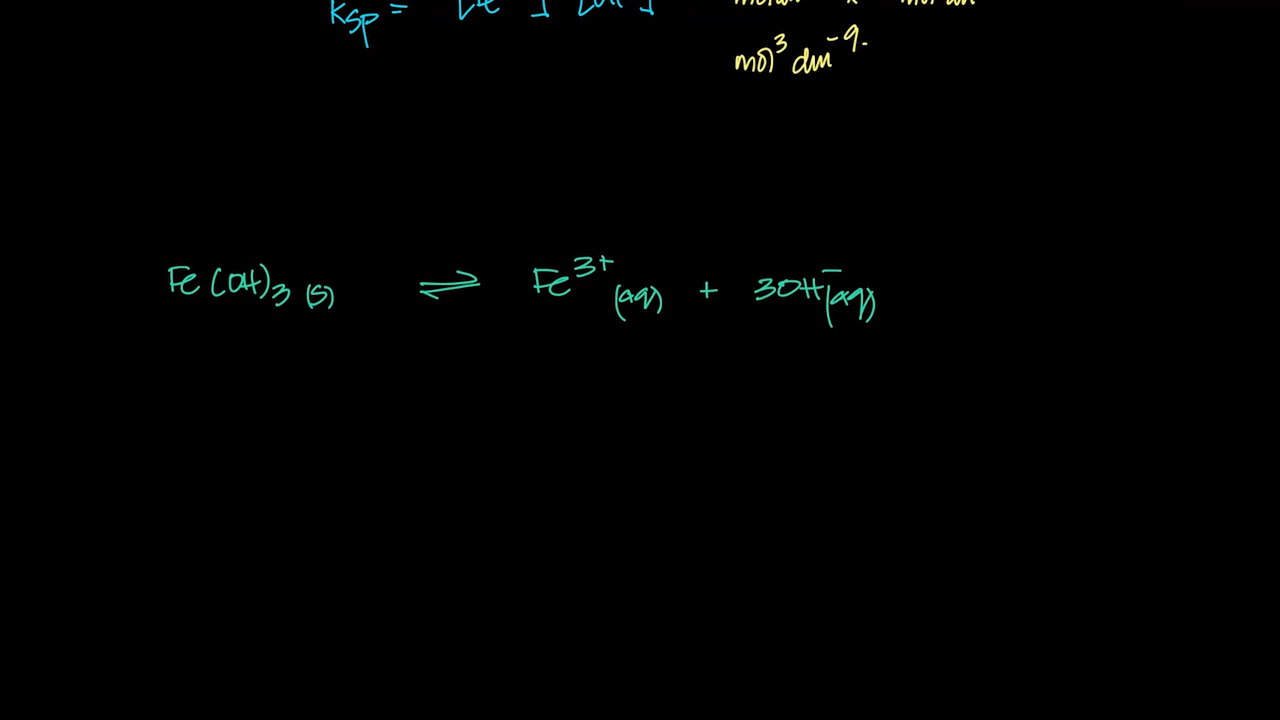 Ksp =
mol³ dm⁻⁹.
Fe(OH)₃ (s) ⇌ Fe³⁺ (aq) + 3OH⁻ (aq)